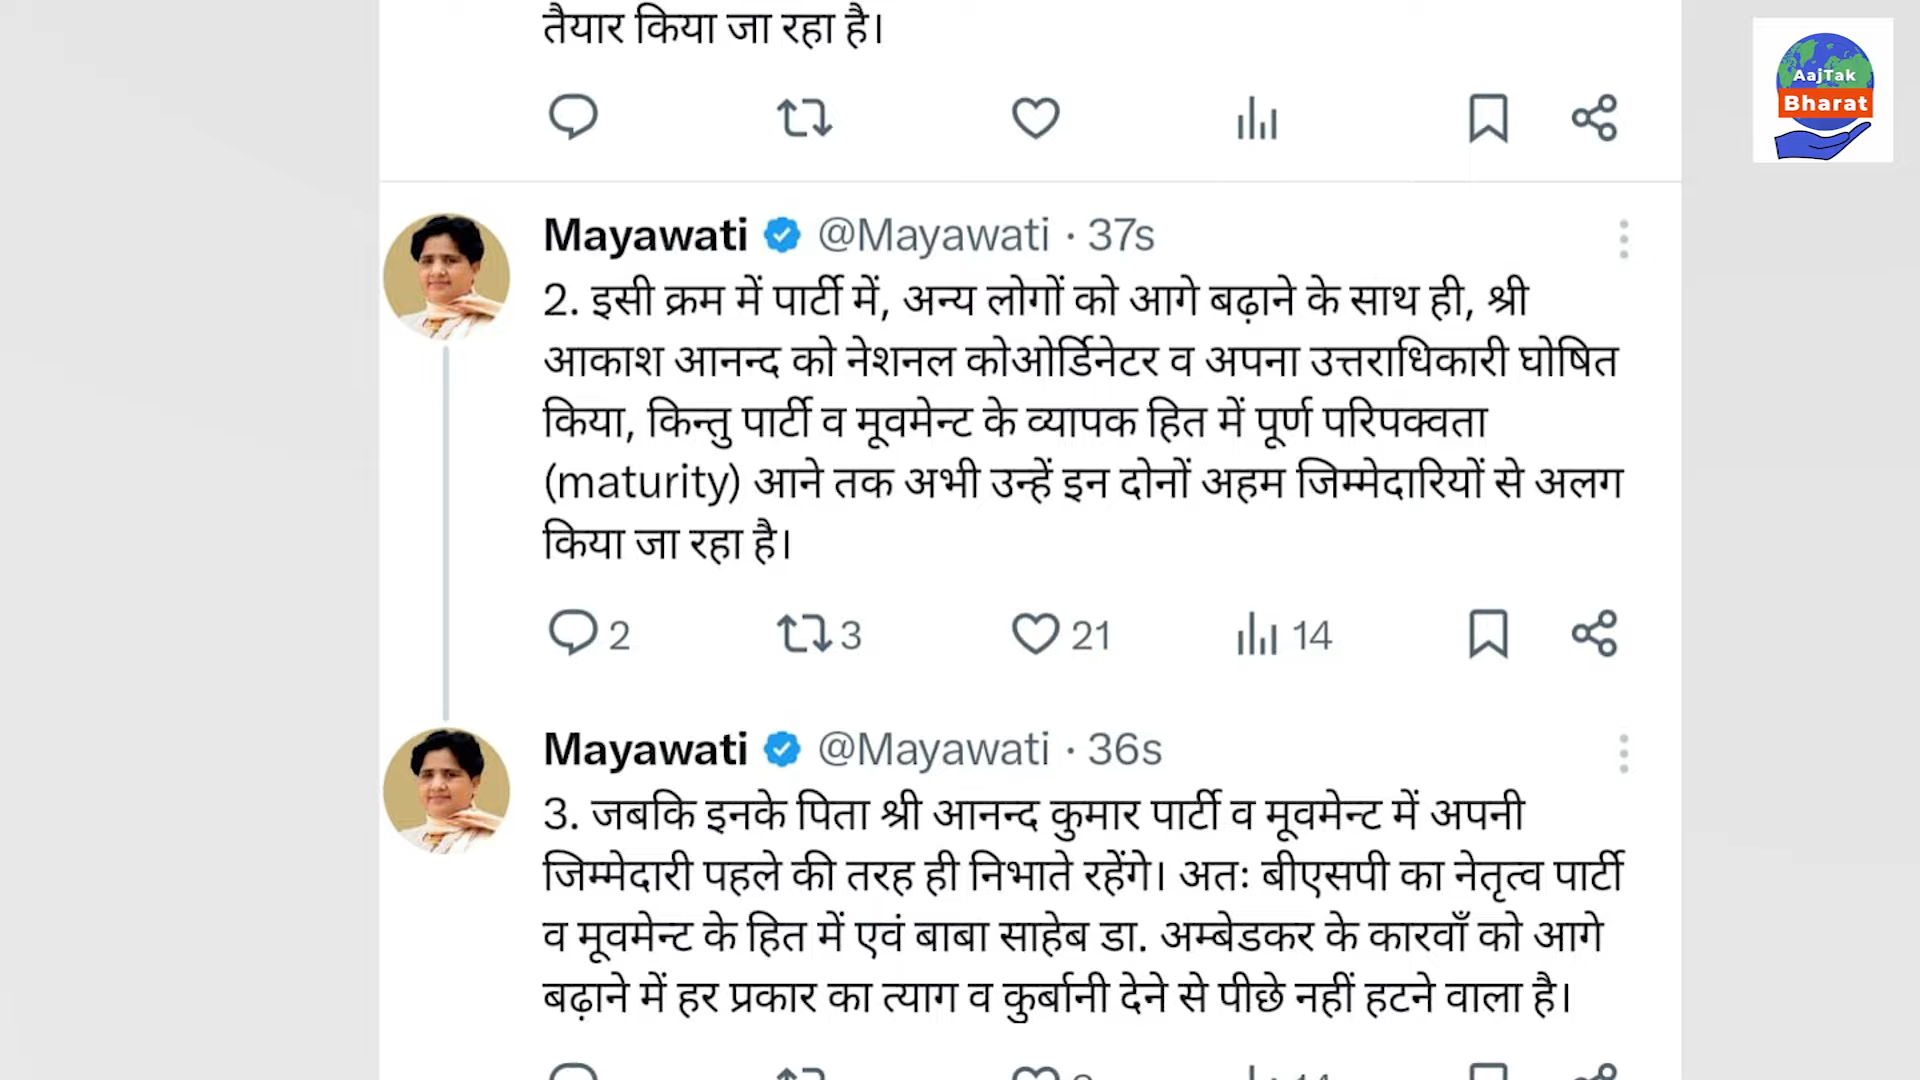 तैयार किया जा रहा है।
AajTak
Bharat
Mayawati @Mayawati · 37s
2. इसी क्रम में पार्टी में, अन्य लोगों को आगे बढ़ाने के साथ ही, श्री
आकाश आनन्द को नेशनल कोओर्डिनेटर व अपना उत्तराधिकारी घोषित
किया, किन्तु पार्टी व मूवमेन्ट के व्यापक हित में पूर्ण परिपक्वता
(maturity) आने तक अभी उन्हें इन दोनों अहम जिम्मेदारियों से अलग
किया जा रहा है।
2 3 21 14
Mayawati @Mayawati · 36s
3. जबकि इनके पिता श्री आनन्द कुमार पार्टी व मूवमेन्ट में अपनी
जिम्मेदारी पहले की तरह ही निभाते रहेंगे। अतः बीएसपी का नेतृत्व पार्टी
व मूवमेन्ट के हित में एवं बाबा साहेब डा. अम्बेडकर के कारवाँ को आगे
बढ़ाने में हर प्रकार का त्याग व कुर्बानी देने से पीछे नहीं हटने वाला है।